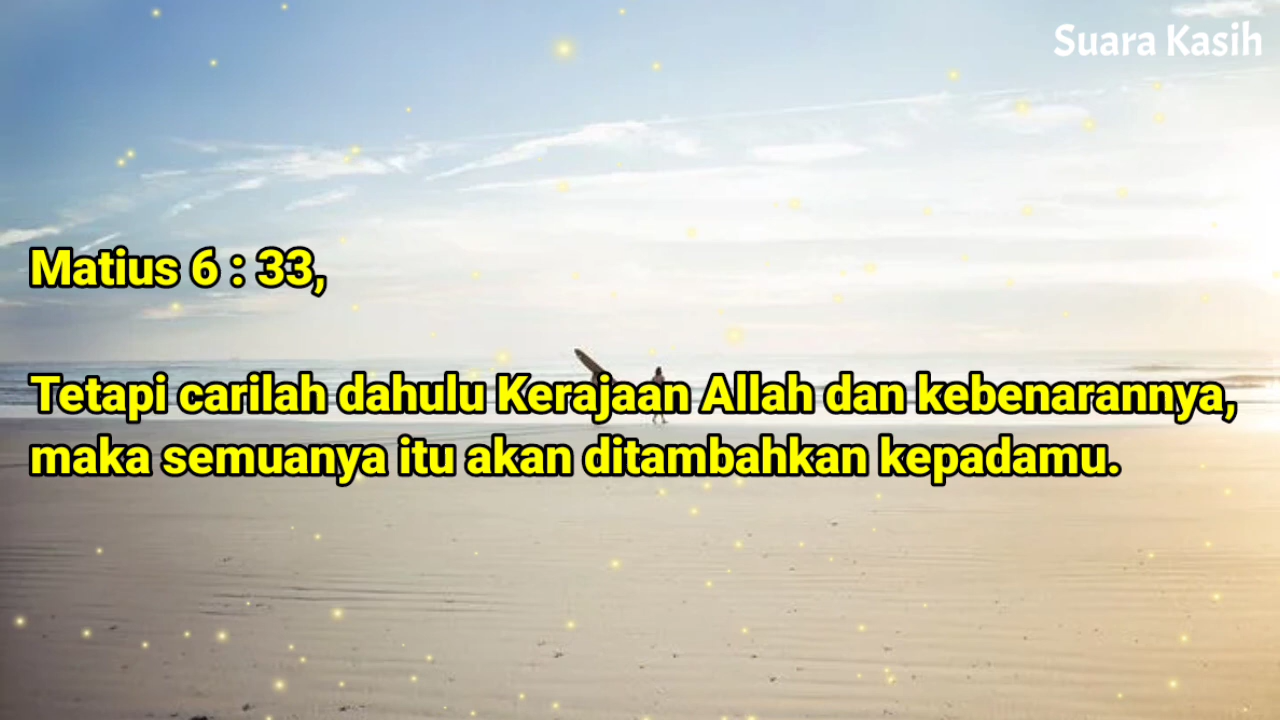 Suara Kasih
Matius 6 : 33,
Tetapi carilah dahulu Kerajaan Allah dan kebenarannya,
maka semuanya itu akan ditambahkan kepadamu.